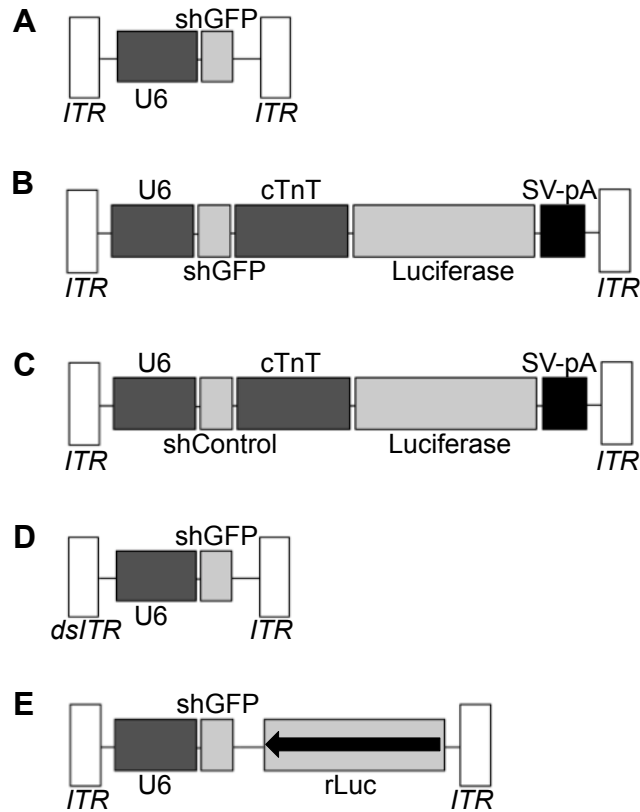 A
shGFP
U6
ITR ITR
B
U6 cTnT SV-pA
shGFP Luciferase
ITR ITR
C
U6 cTnT SV-pA
shControl Luciferase
ITR ITR
D
shGFP
U6
dsITR ITR
E
shGFP
U6 rLuc
ITR ITR